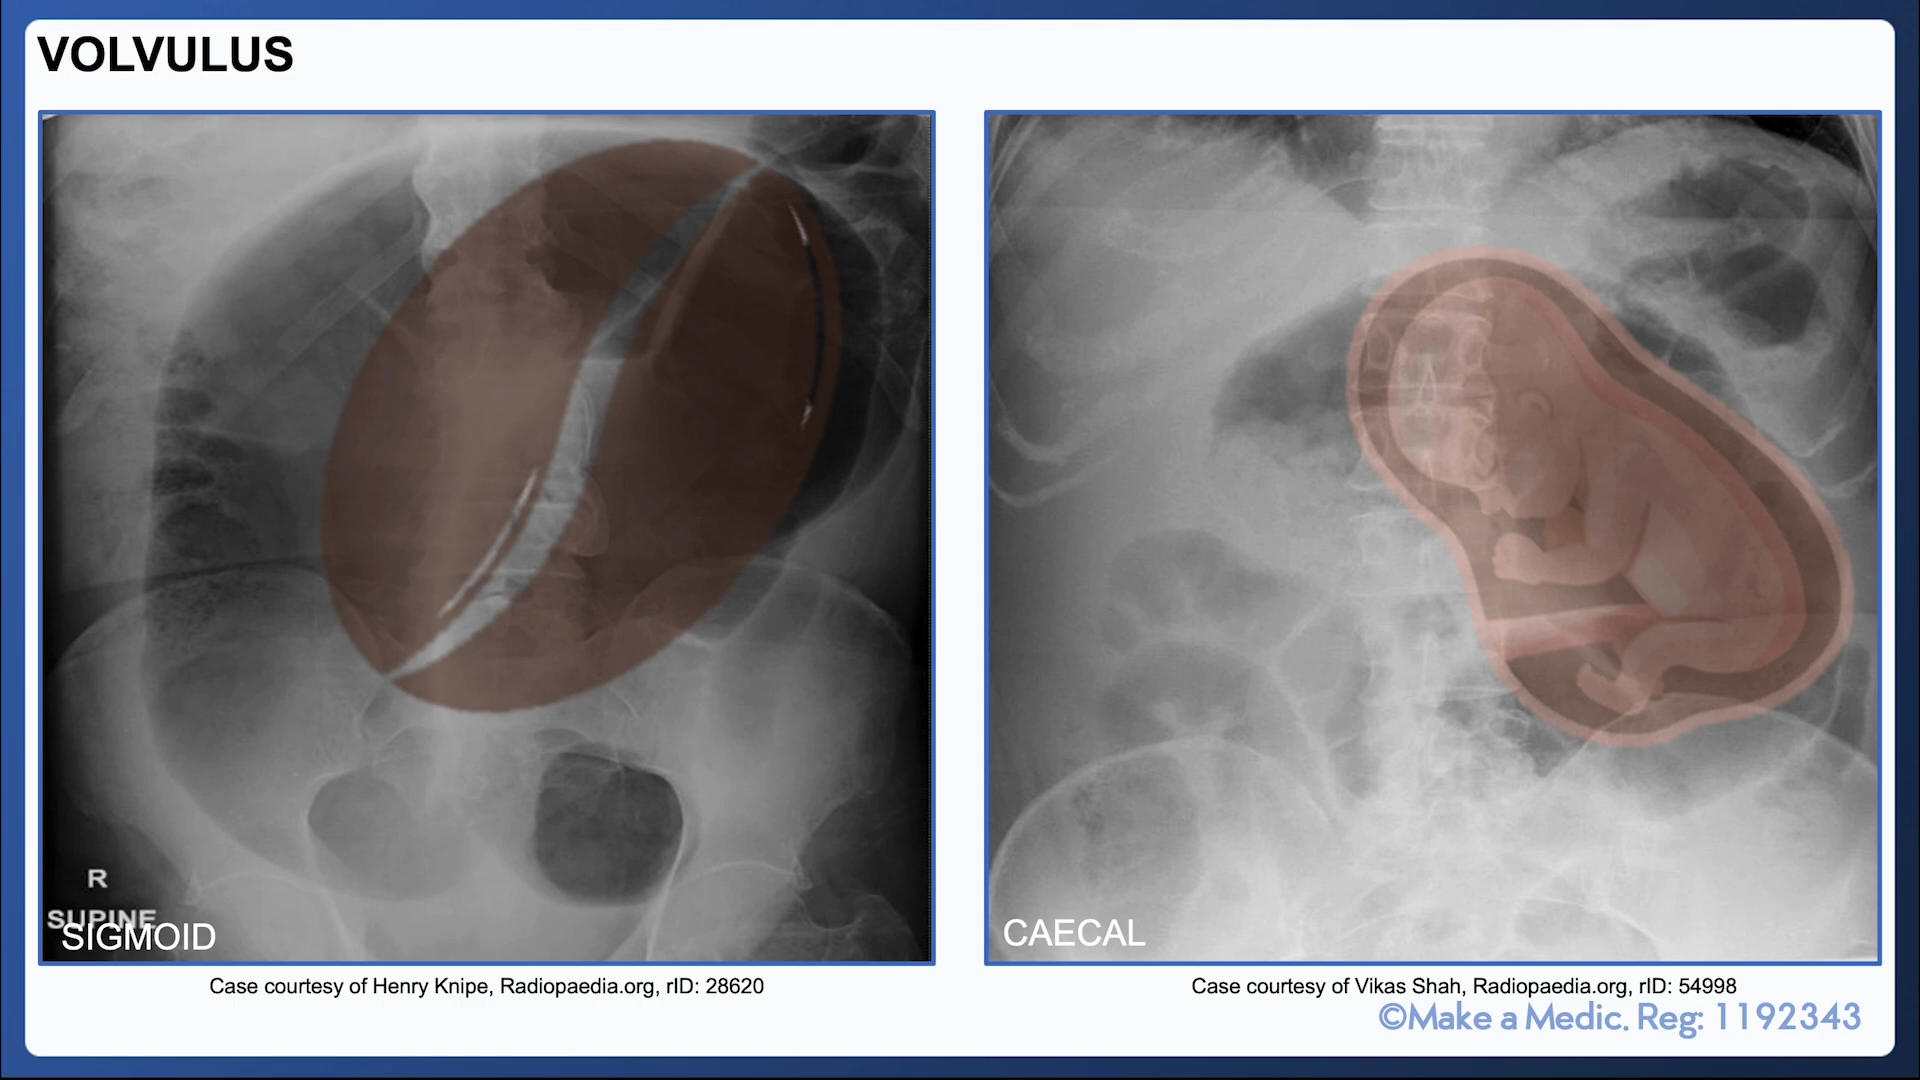 VOLVULUS
R
SUPINE
SIGMOID
CAECAL
Case courtesy of Henry Knipe, Radiopaedia.org, rID: 28620
Case courtesy of Vikas Shah, Radiopaedia.org, rID: 54998
©Make a Medic. Reg: 1192343